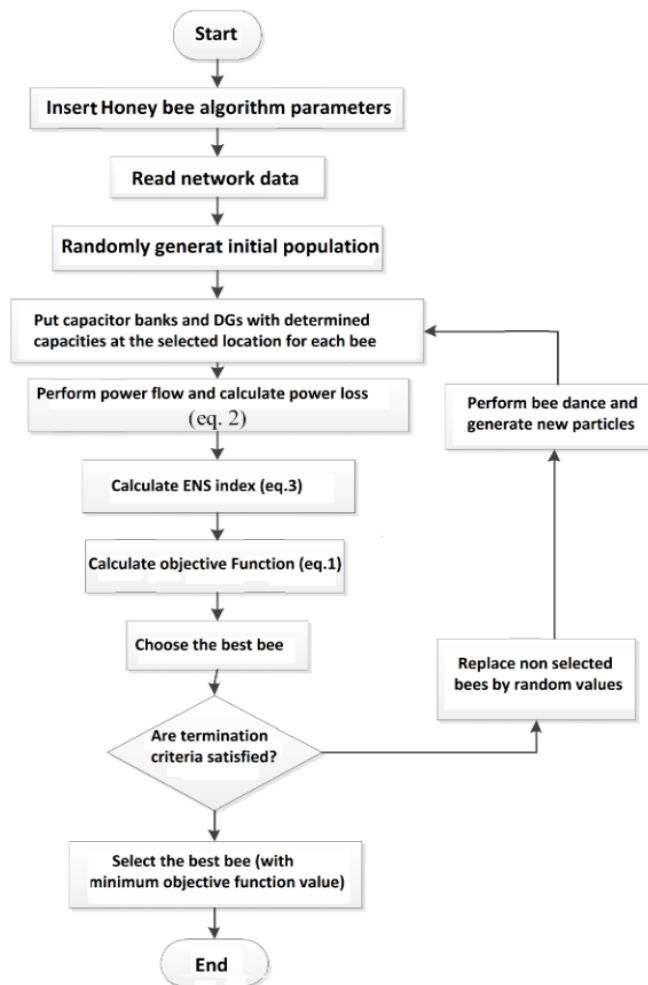 Start
Insert Honey bee algorithm parameters
Read network data
Randomly generat initial population
Put capacitor banks and DGs with determined
capacities at the selected location for each bee
Perform power flow and calculate power loss
(eq. 2)
Calculate ENS index (eq.3)
Calculate objective Function (eq.1)
Choose the best bee
Are termination
criteria satisfied?
Select the best bee (with
minimum objective function value)
End
Replace non selected
bees by random values
Perform bee dance and
generate new particles